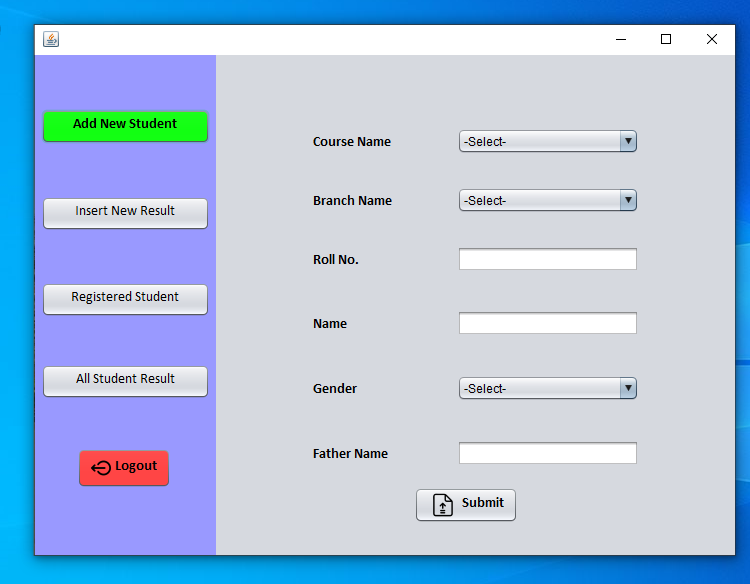 Add New Student
Insert New Result
Registered Student
All Student Result
Logout
Course Name
-Select-
Branch Name
-Select-
Roll No.
Name
Gender
-Select-
Father Name
Submit